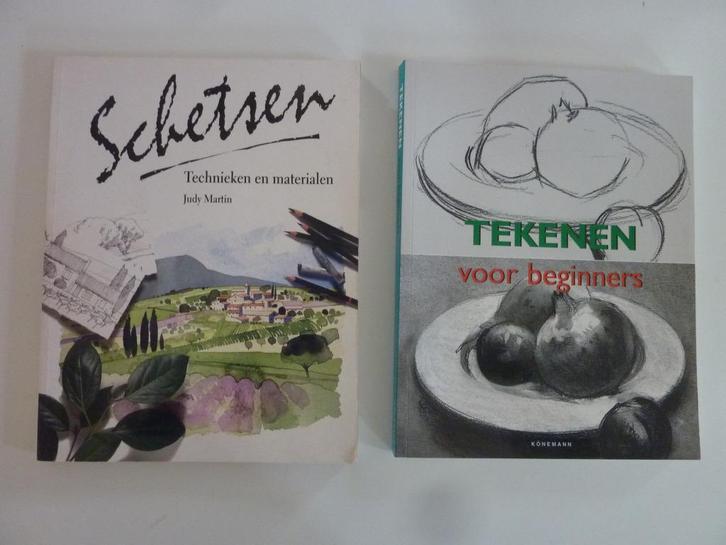 Schetsen
Technieken en materialen
Judy Martin
TEKENEN
TEKENEN
voor beginners
KÖNEMANN